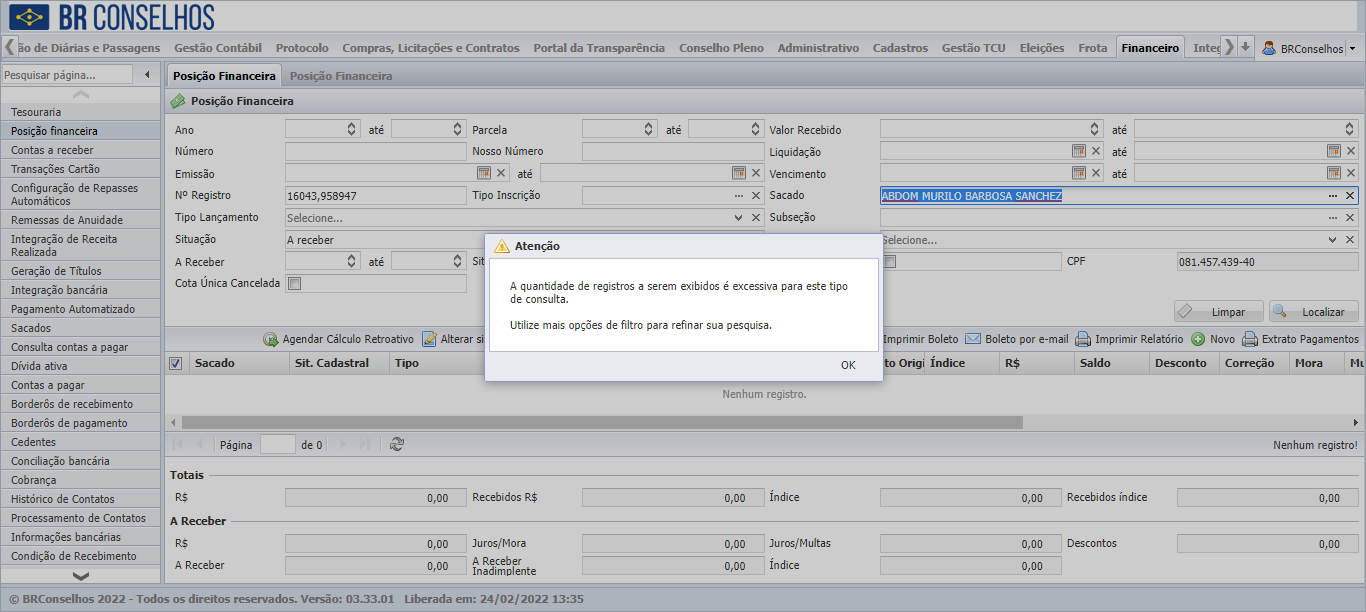 BR CONSELHOS
ão de Diárias e Passagens Gestão Contábil Protocolo Compras, Licitações e Contratos Portal da Transparência Conselho Pleno Administrativo Cadastros Gestão TCU Eleições Frota Financeiro Integ BRConselhos
Pesquisar página...
Tesouraria
Posição financeira
Contas a receber
Transações Cartão
Configuração de Repasses
Automáticos
Remessas de Anuidade
Integração de Receita
Realizada
Geração de Títulos
Integração bancária
Pagamento Automatizado
Sacados
Consulta contas a pagar
Dívida ativa
Contas a pagar
Borderôs de recebimento
Borderôs de pagamento
Cedentes
Conciliação bancária
Cobrança
Histórico de Contatos
Processamento de Contatos
Informações bancárias
Condição de Recebimento
Posição Financeira Posição Financeira
Posição Financeira
Ano até Parcela até Valor Recebido até
Número Nosso Número Liquidação até
Emissão até Vencimento até
Nº Registro 16043,958947 Tipo Inscrição Sacado ABDOM MURILO BARBOSA SANCHEZ
Tipo Lançamento Selecione... Subseção
Situação A receber Selecione...
A Receber até Sit CPF 081.457.439-40
Cota Única Cancelada
Limpar Localizar
Atenção
A quantidade de registros a serem exibidos é excessiva para este tipo
de consulta.
Utilize mais opções de filtro para refinar sua pesquisa.
OK
Agendar Cálculo Retroativo Alterar si Imprimir Boleto Boleto por e-mail Imprimir Relatório Novo Extrato Pagamentos
Sacado Sit. Cadastral Tipo to Origi Índice R$ Saldo Desconto Correção Mora Mu
Nenhum registro.
Página de 0 Nenhum registro!
Totais
R$ 0,00 Recebidos R$ 0,00 Índice 0,00 Recebidos índice 0,00
A Receber
R$ 0,00 Juros/Mora 0,00 Juros/Multas 0,00 Descontos 0,00
A Receber 0,00 A Receber Inadimplente 0,00 Índice 0,00
© BRConselhos 2022 - Todos os direitos reservados. Versão: 03.33.01 Liberada em: 24/02/2022 13:35